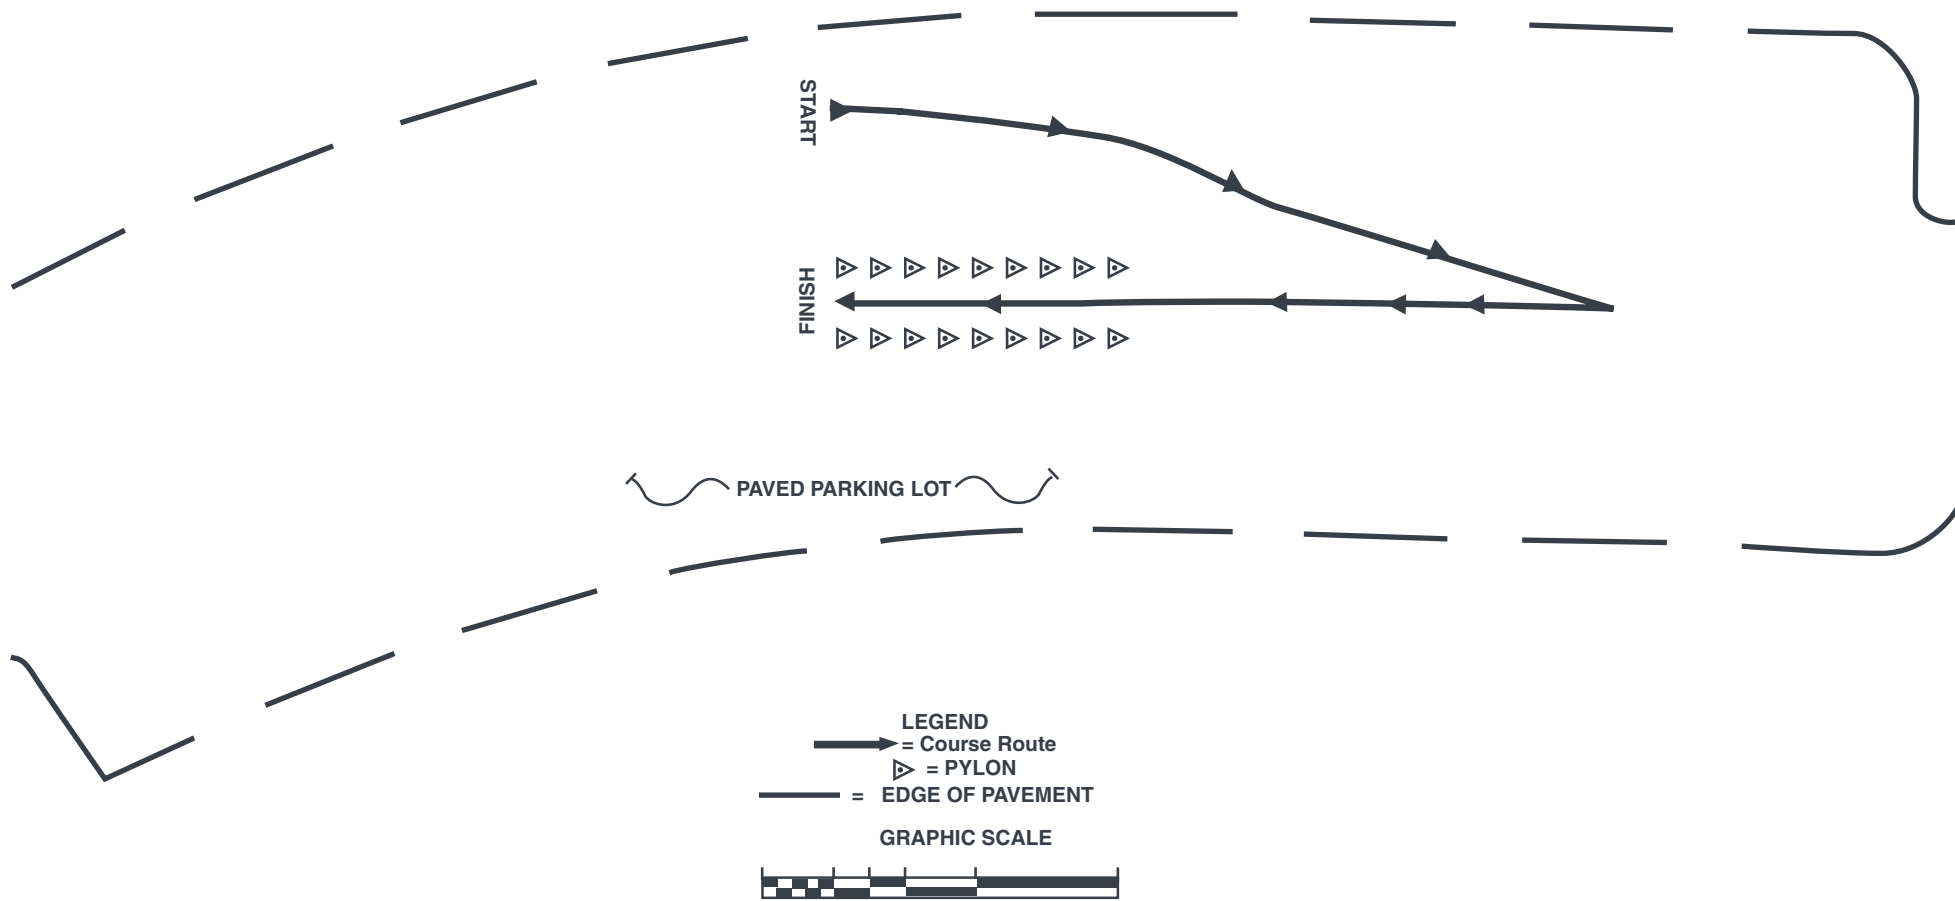 START
FINISH
PAVED PARKING LOT
LEGEND
= Course Route
= PYLON
= EDGE OF PAVEMENT
GRAPHIC SCALE